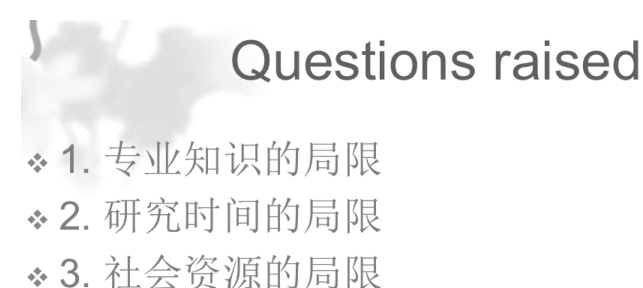 Questions raised
❖ 1. 专业知识的局限
❖ 2. 研究时间的局限
❖ 3. 社会资源的局限